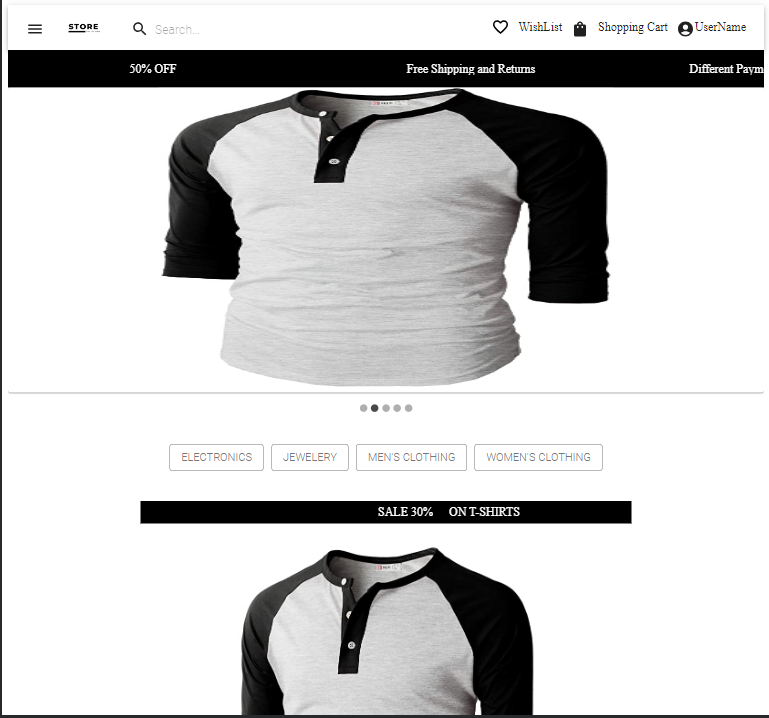 STORE
Search...
WishList
Shopping Cart
UserName
50% OFF
Free Shipping and Returns
Different Paym
ELECTRONICS
JEWELERY
MEN'S CLOTHING
WOMEN'S CLOTHING
SALE 30% ON T-SHIRTS